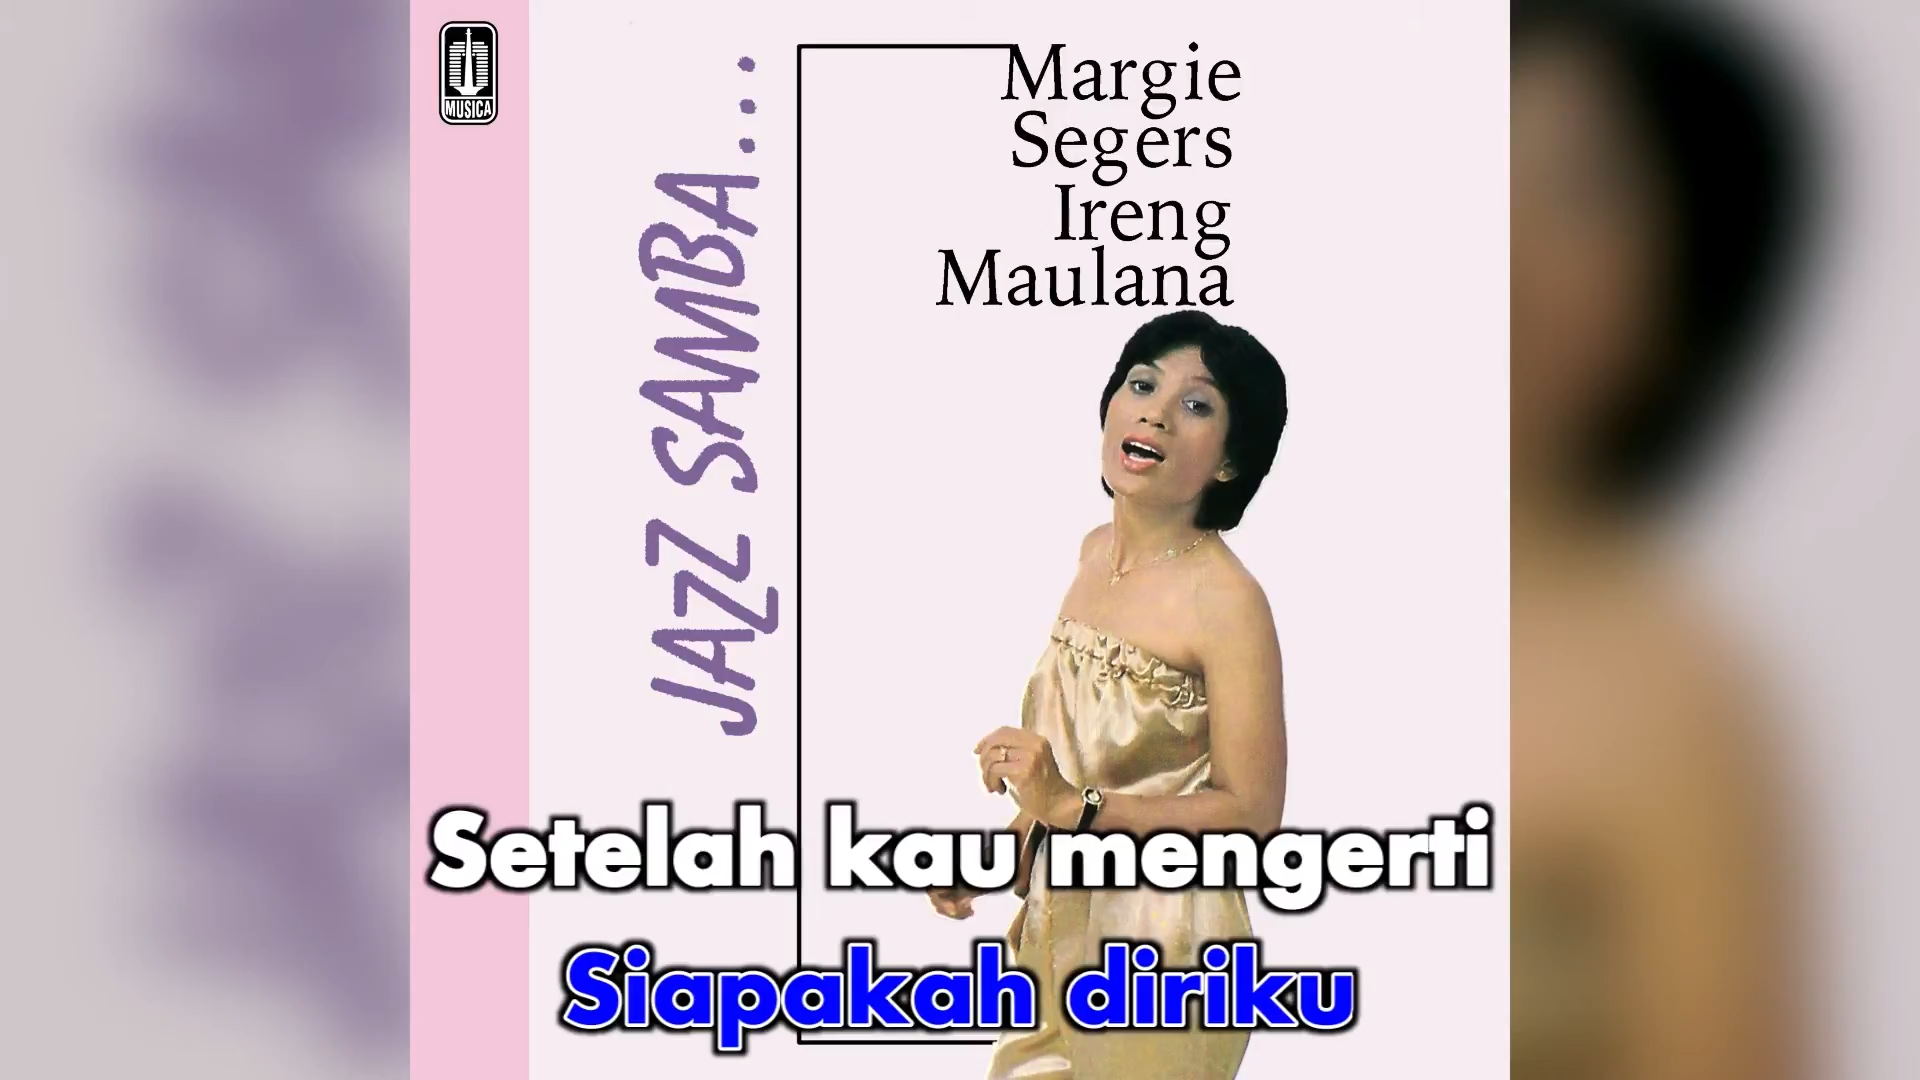 MUSICA
JAZZ SAMBA...
Margie
Segers
Ireng
Maulana
Setelah kau mengerti
Siapakah diriku